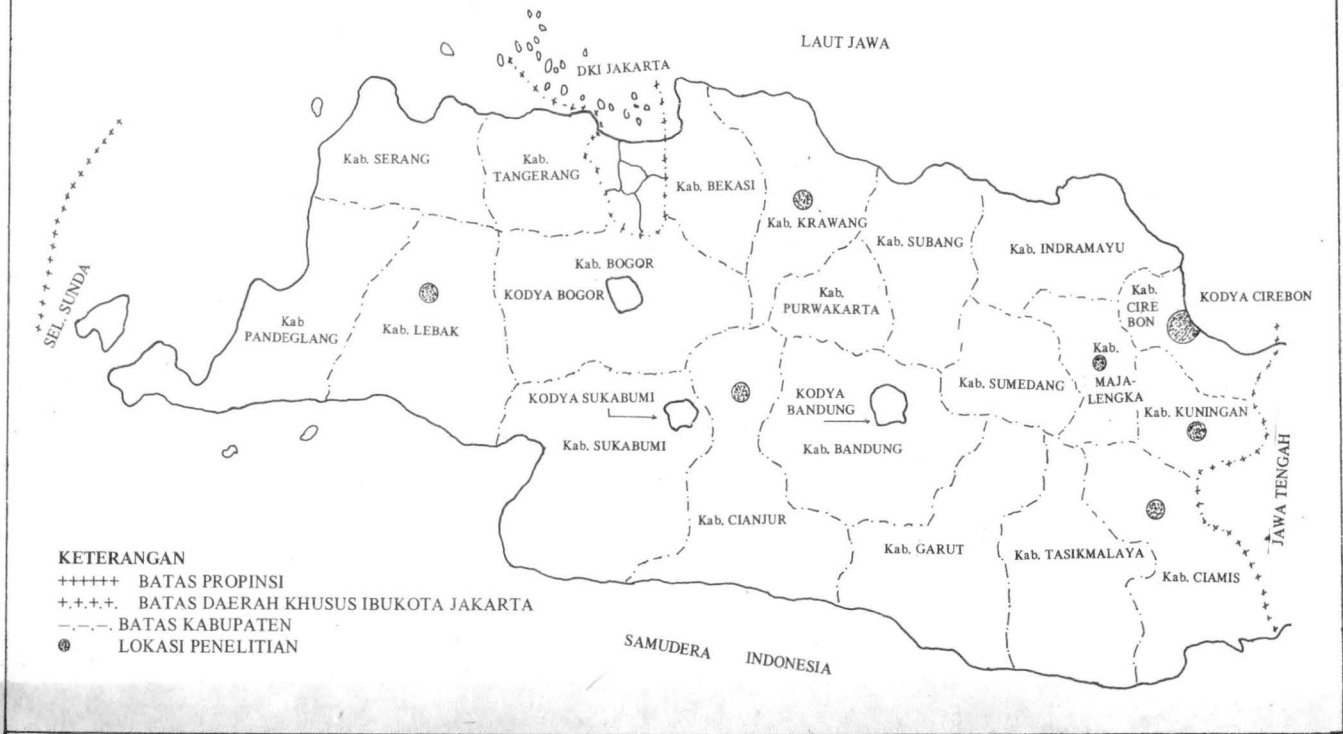 LAUT JAWA
DKI JAKARTA
Kab. SERANG
Kab.
TANGERANG
Kab. BEKASI
Kab. KRAWANG
Kab. SUBANG
Kab. INDRAMAYU
Kab. BOGOR
KODYA BOGOR
Kab.
PURWAKARTA
Kab.
CIRE
BON
KODYA CIREBON
SEL. SUNDA
Kab
PANDEGLANG
Kab. LEBAK
Kab. SUMEDANG
Kab.
MAJA-
LENGKA
Kab. KUNINGAN
KODYA SUKABUMI
Kab. SUKABUMI
KODYA
BANDUNG
Kab. BANDUNG
JAWA TENGAH
Kab. CIANJUR
Kab. GARUT
Kab. TASIKMALAYA
Kab. CIAMIS
KETERANGAN
++++++ BATAS PROPINSI
+.+.+.+. BATAS DAERAH KHUSUS IBUKOTA JAKARTA
–.–.–. BATAS KABUPATEN
LOKASI PENELITIAN
SAMUDERA INDONESIA